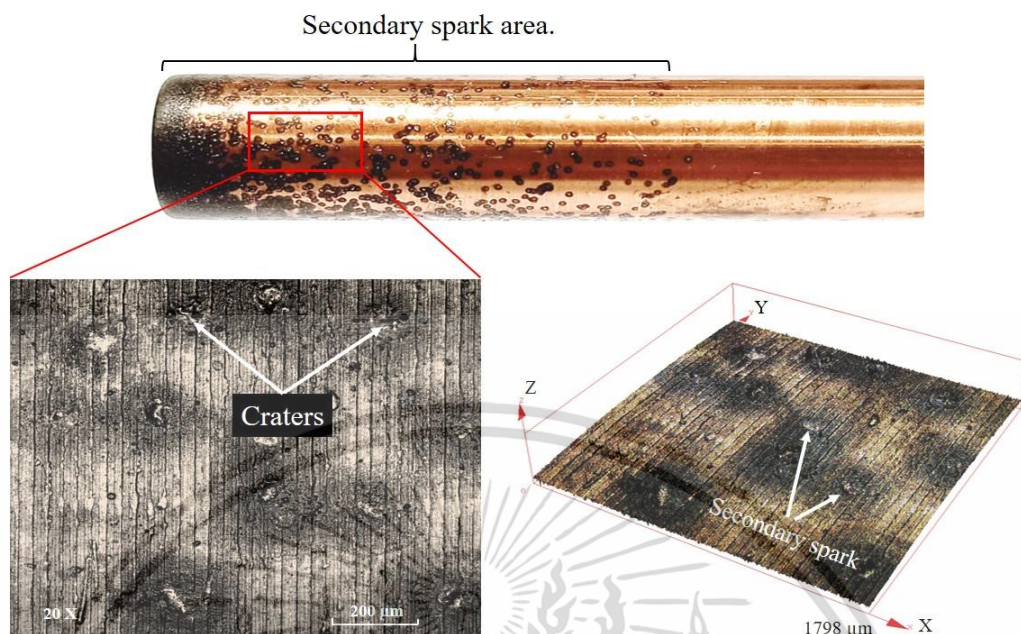 Secondary spark area.
Craters
20 X
200 μm
Z
Y
Secondary spark
1798 μm
X